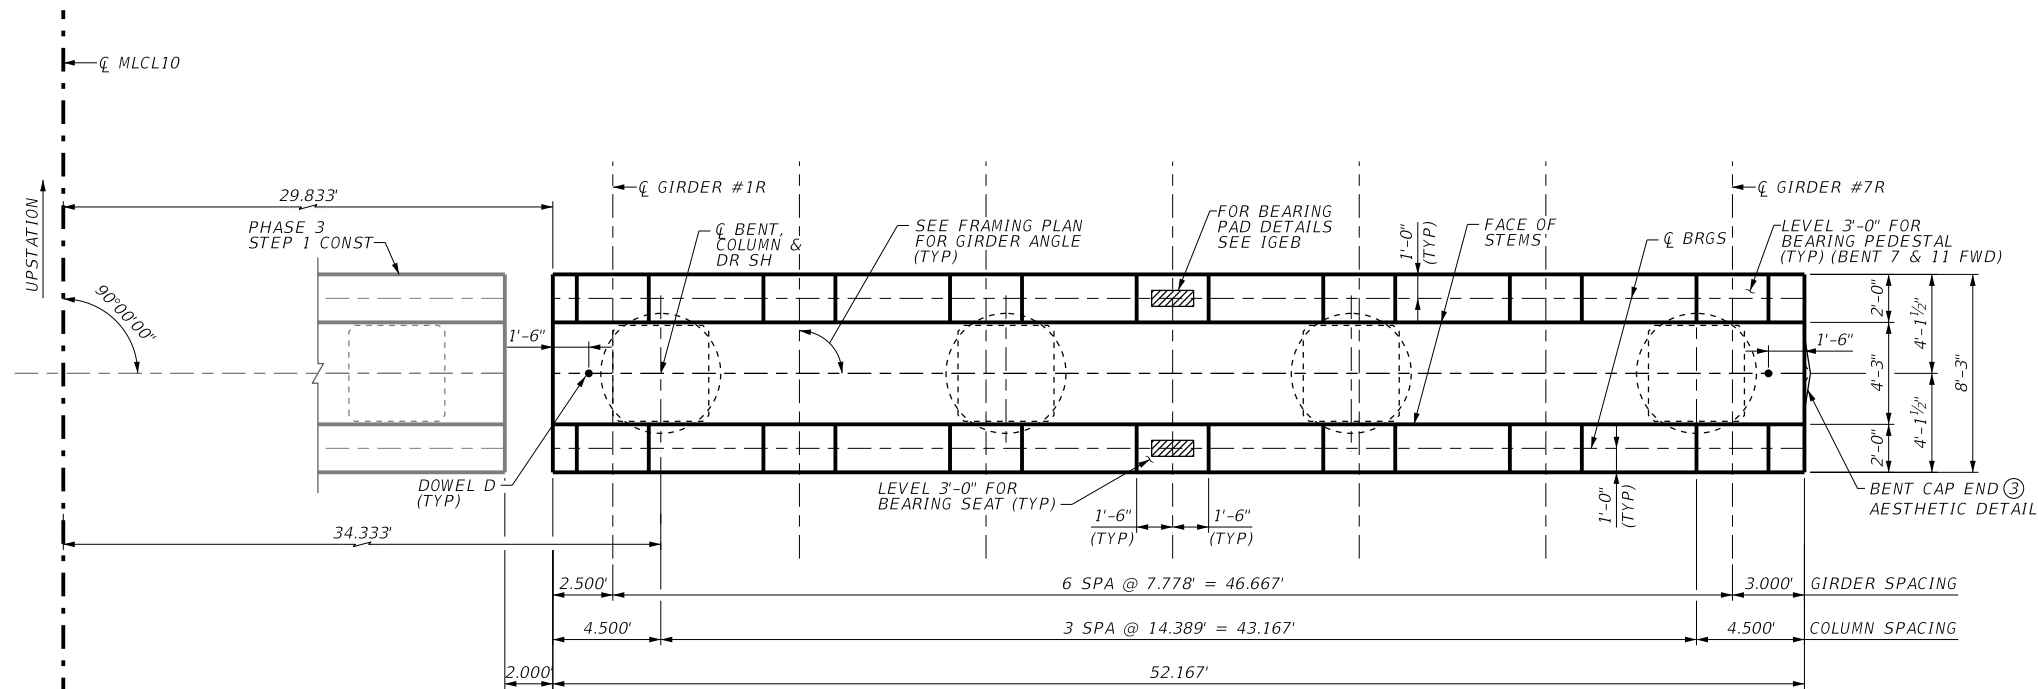 ℄ MLCL10
UPSTATION
90°00'00"
29.833'
PHASE 3
STEP 1 CONST
℄ GIRDER #1R
℄ BENT,
COLUMN &
DR SH
SEE FRAMING PLAN
FOR GIRDER ANGLE
(TYP)
FOR BEARING
PAD DETAILS
SEE IGEB
1'-0"
(TYP)
FACE OF
STEMS
℄ BRGS
℄ GIRDER #7R
LEVEL 3'-0" FOR
BEARING PEDESTAL
(TYP) (BENT 7 & 11 FWD)
1'-6"
1'-6"
2'-0"
4'-3"
2'-0"
4'-1½"
4'-1½"
8'-3"
DOWEL D
(TYP)
LEVEL 3'-0" FOR
BEARING SEAT (TYP)
1'-6"
(TYP)
1'-6"
(TYP)
1'-0"
(TYP)
BENT CAP END ③
AESTHETIC DETAIL
34.333'
2.500'
6 SPA @ 7.778' = 46.667'
3.000'
GIRDER SPACING
4.500'
3 SPA @ 14.389' = 43.167'
4.500'
COLUMN SPACING
2.000'
52.167'